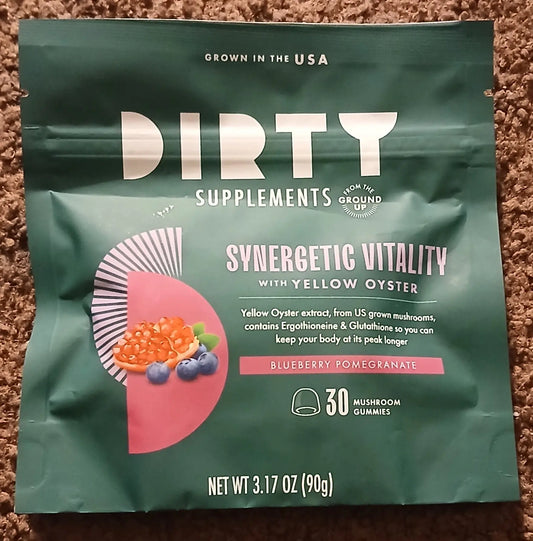 GROWN IN THE USA
DIRTY
SUPPLEMENTS
FROM THE
GROUND
UP
SYNERGETIC VITALITY
WITH YELLOW OYSTER
Yellow Oyster extract, from US grown mushrooms,
contains Ergothioneine & Glutathione so you can
keep your body at its peak longer
BLUEBERRY POMEGRANATE
30 MUSHROOM
GUMMIES
NET WT 3.17 OZ (90g)